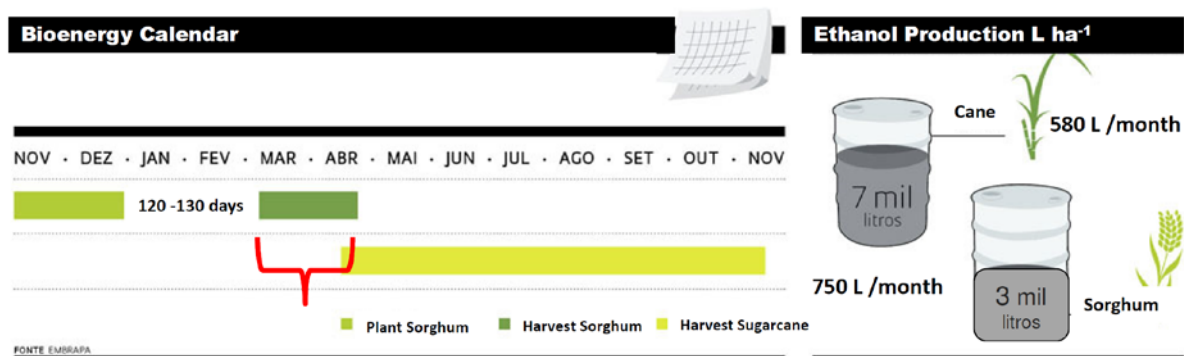 Bioenergy Calendar
NOV · DEZ · JAN · FEV · MAR · ABR · MAI · JUN · JUL · AGO · SET · OUT · NOV
120 -130 days
Plant Sorghum
Harvest Sorghum
Harvest Sugarcane
FONTE EMBRAPA
Ethanol Production L ha-1
Cane
580 L /month
7 mil
litros
750 L /month
3 mil
litros
Sorghum